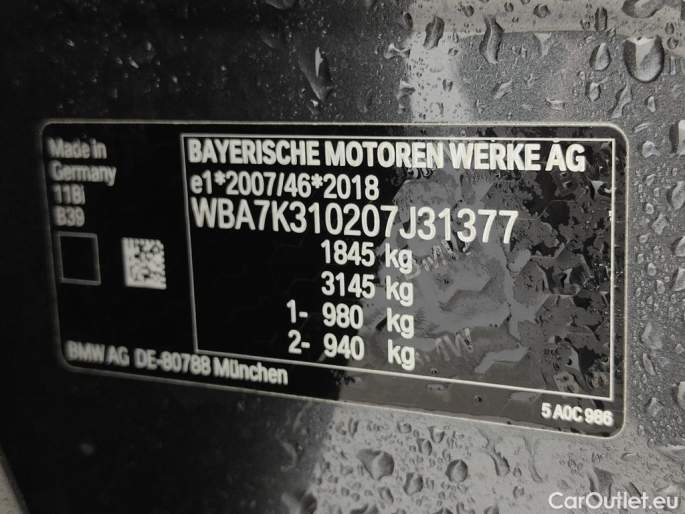 Made in
Germany
118i
B39
BAYERISCHE MOTOREN WERKE AG
e1*2007/46*2018
WBA7K310207J31377
1845 kg
3145 kg
1- 980 kg
2- 940 kg
BMW AG DE-80788 München
5 A0C 986
CarOutlet.eu